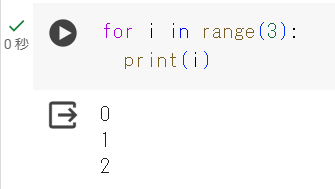 for i in range(3):
  print(i)
0 秒
0
1
2